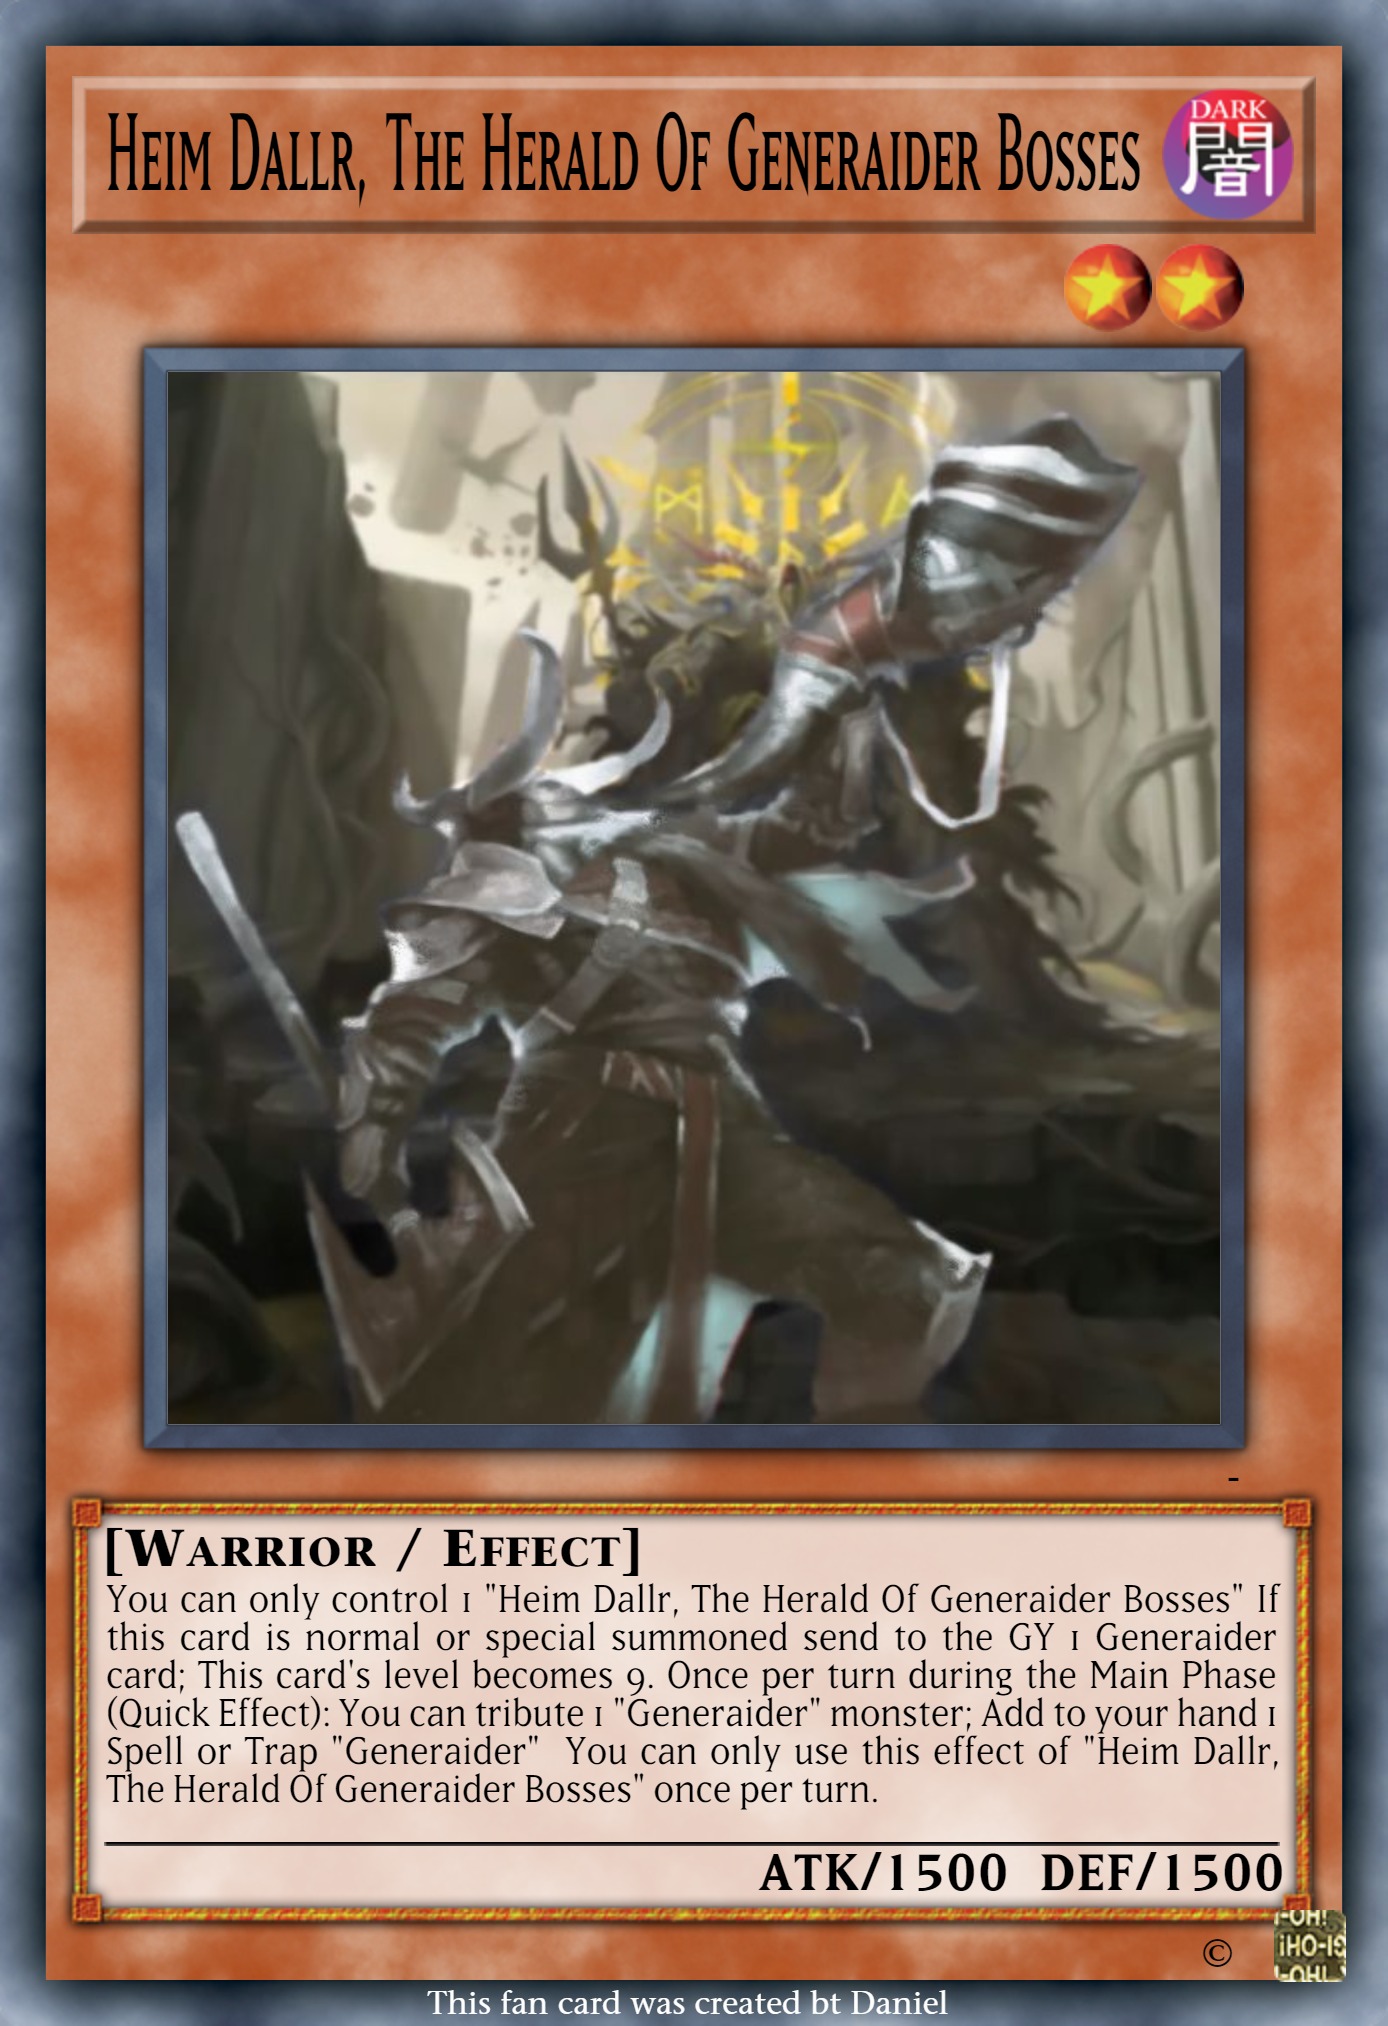 Heim Dallr, The Herald Of Generaider Bosses
DARK
闇
-
[Warrior / Effect]
You can only control 1 "Heim Dallr, The Herald Of Generaider Bosses" If
this card is normal or special summoned send to the GY 1 Generaider
card; This card's level becomes 9. Once per turn during the Main Phase
(Quick Effect): You can tribute 1 "Generaider" monster; Add to your hand 1
Spell or Trap "Generaider"  You can only use this effect of "Heim Dallr,
The Herald Of Generaider Bosses" once per turn.
ATK/1500 DEF/1500
©
This fan card was created bt Daniel